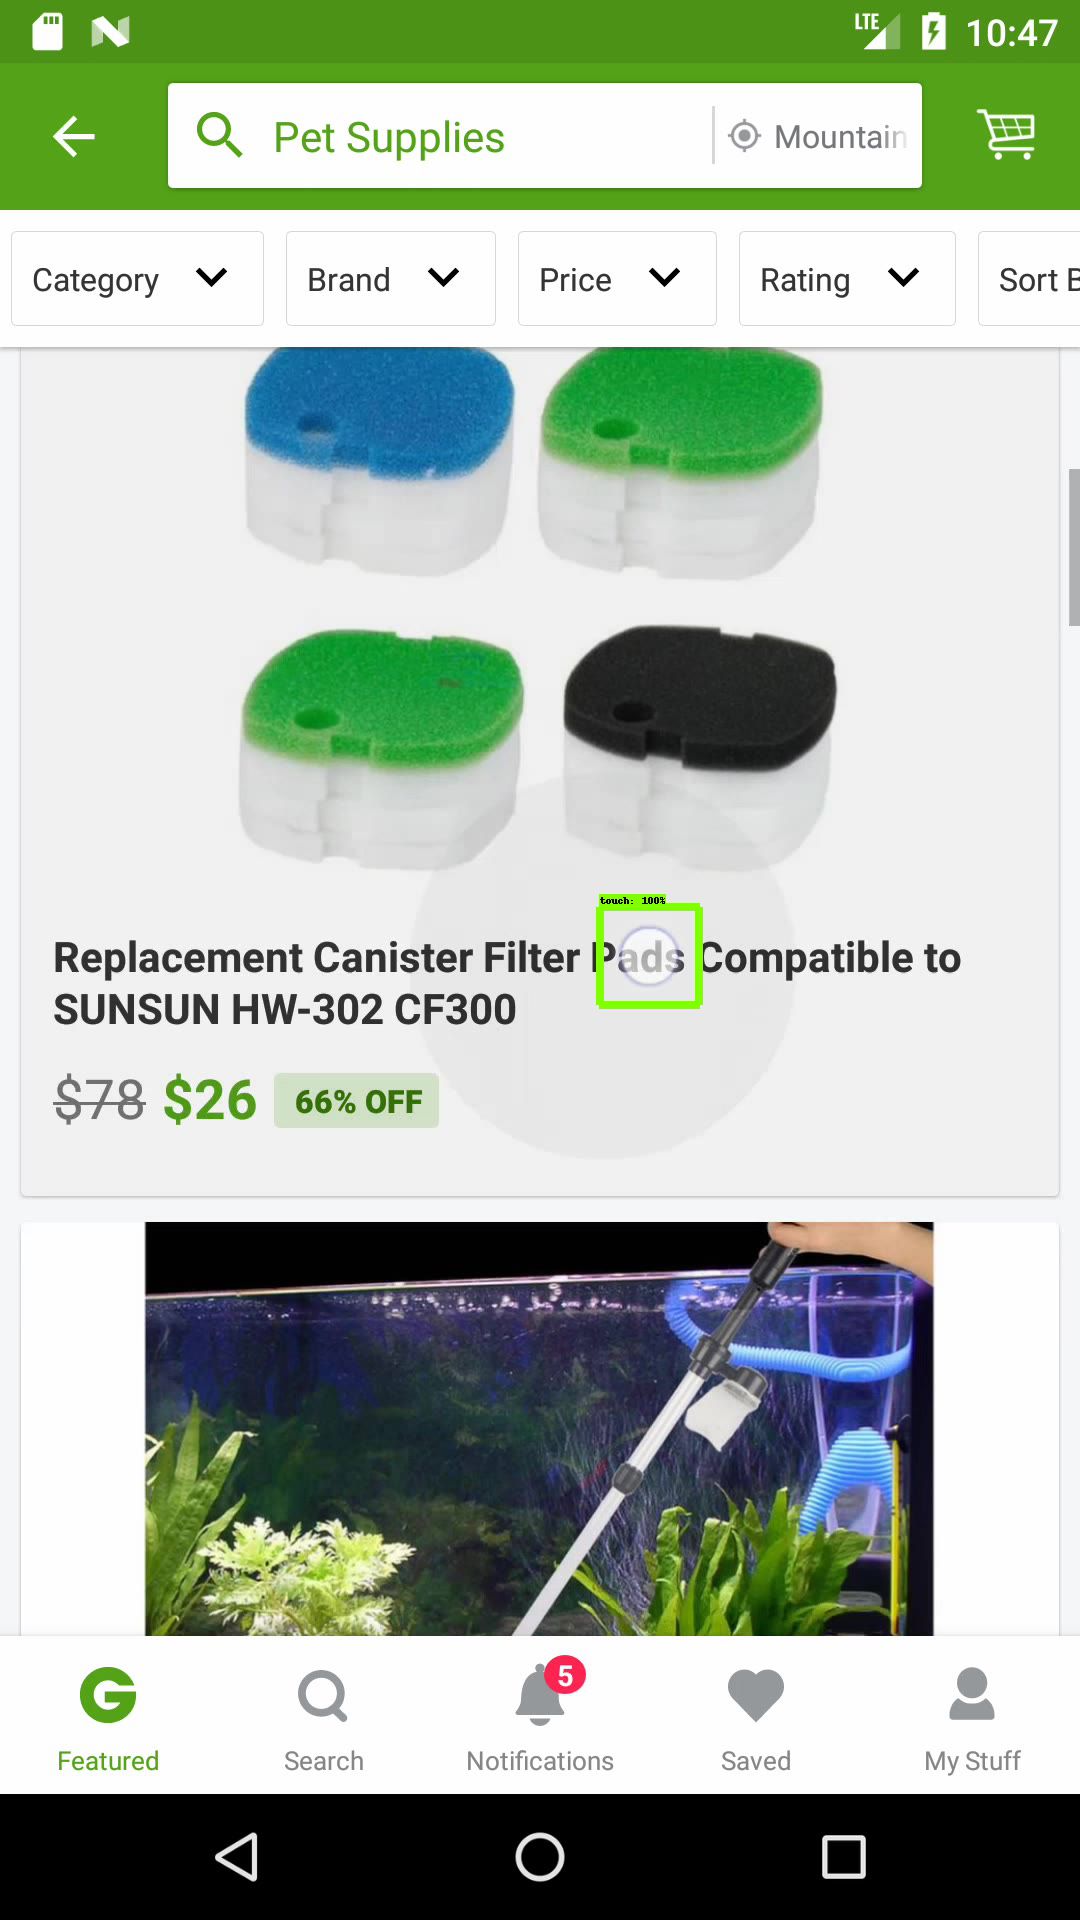 LTE 10:47
Pet Supplies Mountain
Category Brand Price Rating Sort B
touch: 100%
Replacement Canister Filter Pads Compatible to
SUNSUN HW-302 CF300
$78 $26 66% OFF
5
Featured Search Notifications Saved My Stuff